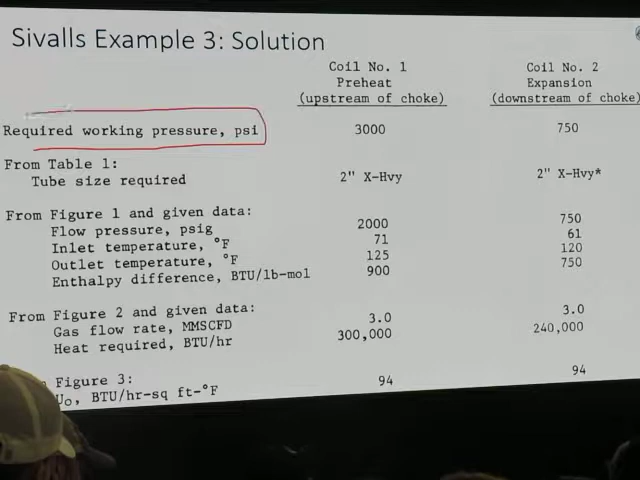 Sivalls Example 3: Solution
Coil No. 1 Coil No. 2
Preheat Expansion
(upstream of choke) (downstream of choke)
Required working pressure, psi 3000 750
From Table 1:
Tube size required 2" X-Hvy 2" X-Hvy*
From Figure 1 and given data:
Flow pressure, psig 2000 750
Inlet temperature, °F 71 61
Outlet temperature, °F 125 120
Enthalpy difference, BTU/lb-mol 900 750
From Figure 2 and given data:
Gas flow rate, MMSCFD 3.0 3.0
Heat required, BTU/hr 300,000 240,000
Figure 3:
Uo, BTU/hr-sq ft-°F 94 94